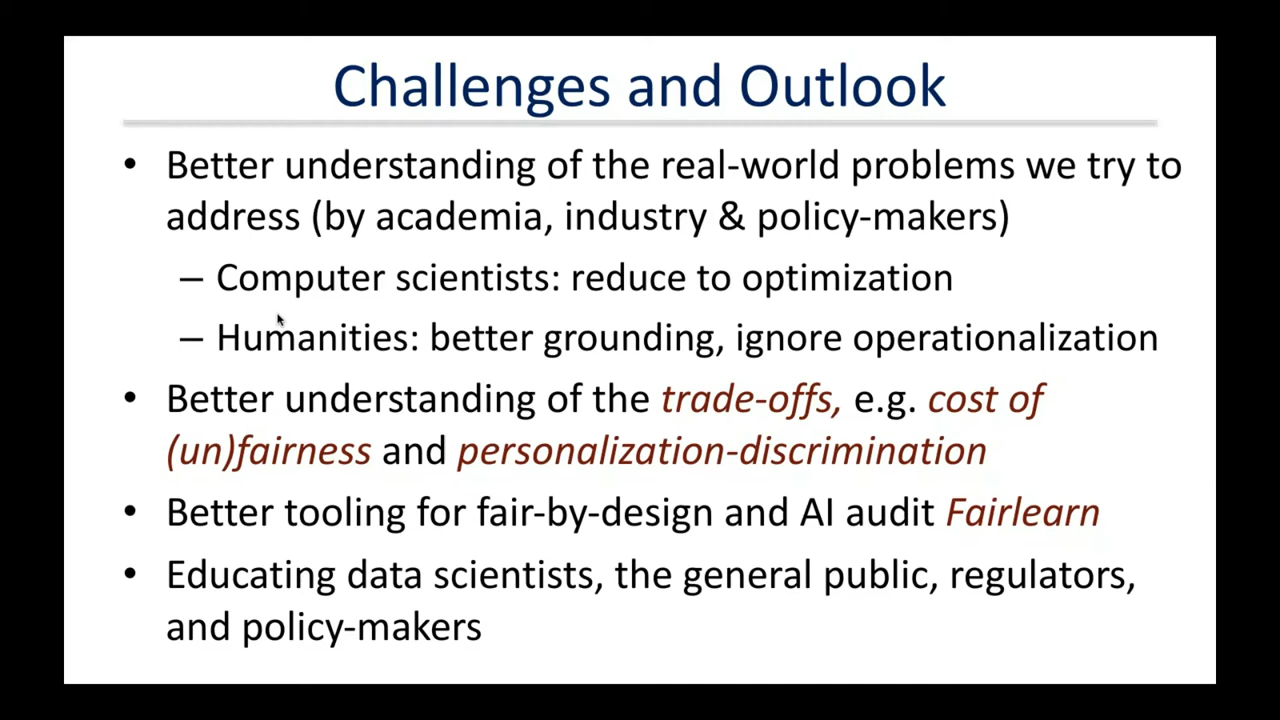 Challenges and Outlook
• Better understanding of the real-world problems we try to
address (by academia, industry & policy-makers)
– Computer scientists: reduce to optimization
– Humanities: better grounding, ignore operationalization
• Better understanding of the trade-offs, e.g. cost of
(un)fairness and personalization-discrimination
• Better tooling for fair-by-design and AI audit Fairlearn
• Educating data scientists, the general public, regulators,
and policy-makers